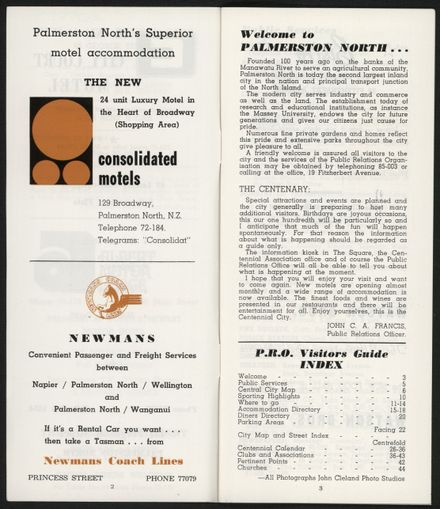 Palmerston North's Superior
motel accommodation
THE NEW
24 unit Luxury Motel in
the Heart of Broadway
(Shopping Area)
consolidated
motels
129 Broadway,
Palmerston North, N.Z.
Telephone 72-184.
Telegrams: "Consolidat"
NEWMANS
Convenient Passenger and Freight Services
between
Napier / Palmerston North / Wellington
and
Palmerston North / Wanganui
If it's a Rental Car you want . . .
then take a Tasman . . . from
Newmans Coach Lines
PRINCESS STREET PHONE 77079
2
Welcome to
PALMERSTON NORTH . . .
Founded 100 years ago on the banks of the
Manawatu River to serve an agricultural community,
Palmerston North is today the second largest inland
city in the nation and principal transport junction
of the North Island.
The modern city serves industry and commerce
as well as the land. The establishment today of
research and educational Institutions, as instance
the Massey University, endows the city for future
generations and gives our citizens just cause for
pride.
Numerous fine private gardens and homes reflect
this pride and extensive parks throughout the city
give pleasure to all.
A friendly welcome is assured all visitors to the
city and the services of the Public Relations Organ-
isation may be obtained by telephoning 85-003 or
calling at the office, 19 Fitzherbert Avenue.
THE CENTENARY:
Special attractions and events are planned and
the city generally is preparing to host many
additional visitors. Birthdays are joyous occasions,
this our one hundredth will be particularly so and
I anticipate that much of the fun will happen
spontaneously. For that reason the information
about what is happening should be regarded as
a guide only.
The information kiosk in The Square, the Cen-
tennial Association office and of course the Public
Relations Office will all be able to tell you about
what is happening at the moment.
I hope that you will enjoy your visit and want
to come again. New motels are opening almost
monthly and a wide range of accommodation is
now available. The finest foods and wines are
presented in our restaurants and there will be
entertainment for all. Enjoy yourselves, this is the
Centennial City.
JOHN C. A. FRANCIS,
Public Relations Officer.
P.R.O. Visitors Guide
INDEX
Welcome - - - - 3
Public Services - - - - 5
Central City Map - - - - 6
Sporting Highlights - - - - 10
Where to go - - - - 11-14
Accommodation Directory - - - - 15-18
Diners Directory - - - - 20
Parking Areas - - - -
Facing 22
City Map and Street Index - - - -
Centrefold
Centennial Calendar - - - - 26-36
Clubs and Associations - - - - 36-43
Pertinent Points - - - - 42
Churches - - - - 44
—All Photographs John Cleland Photo Studios
3